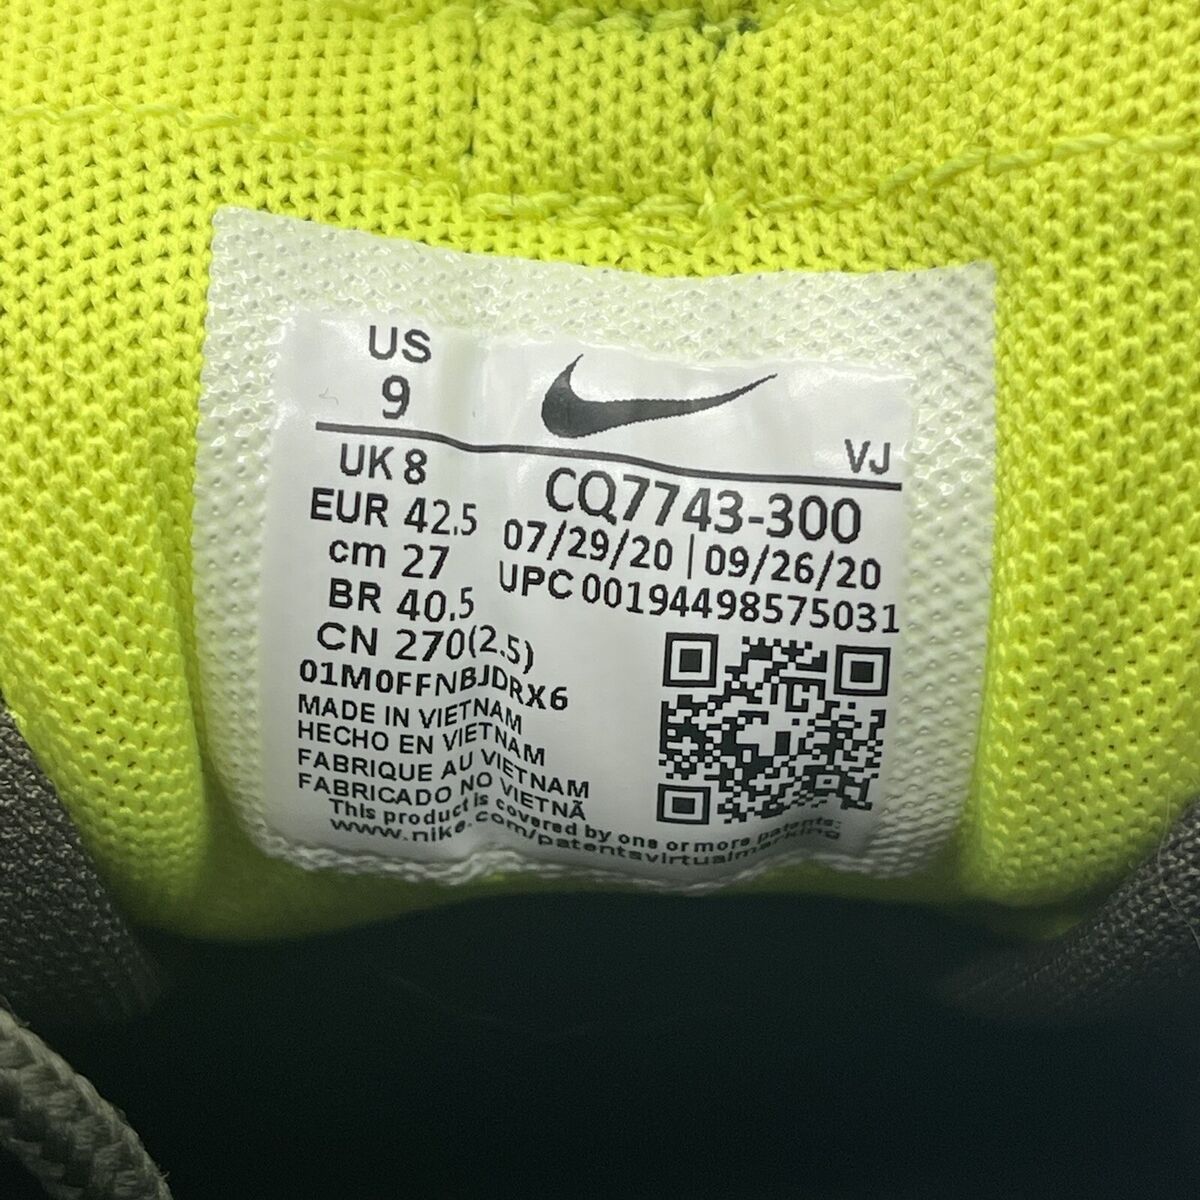 US
9
VJ
UK 8
EUR 42.5
cm 27
BR 40.5
CN 270(2.5)
CQ7743-300
07/29/20 | 09/26/20
UPC 00194498575031
01M0FFNBJDRX6
MADE IN VIETNAM
HECHO EN VIETNAM
FABRIQUE AU VIETNAM
FABRICADO NO VIETNÃ
This product is covered by one or more patents:
www.nike.com/patentsvirtualmarking